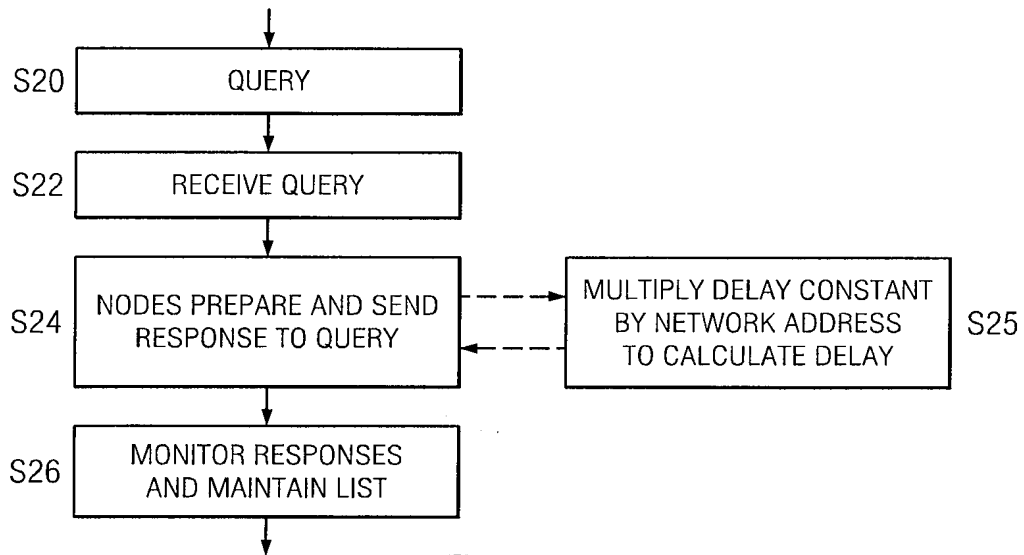 S20
QUERY
S22
RECEIVE QUERY
S24
NODES PREPARE AND SEND
RESPONSE TO QUERY
MULTIPLY DELAY CONSTANT
BY NETWORK ADDRESS
TO CALCULATE DELAY
S25
S26
MONITOR RESPONSES
AND MAINTAIN LIST